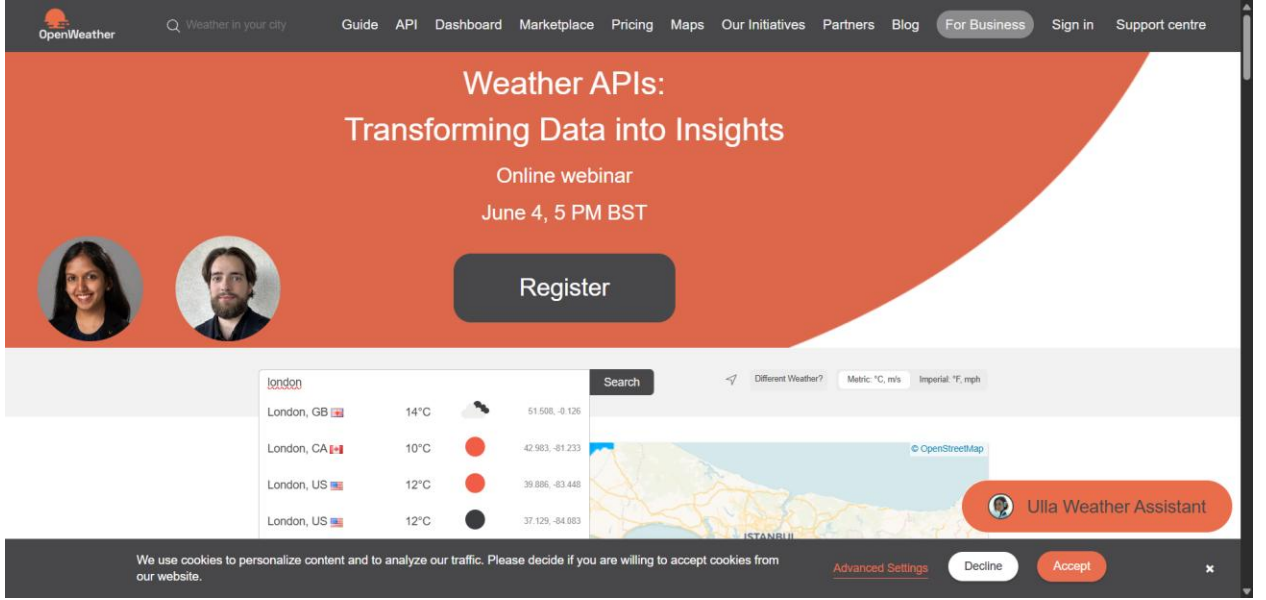 OpenWeather
Weather in your city
Guide API Dashboard Marketplace Pricing Maps Our Initiatives Partners Blog For Business Sign in Support centre
Weather APIs:
Transforming Data into Insights
Online webinar
June 4, 5 PM BST
Register
london
Search
Different Weather? Metric: °C, m/s Imperial: °F, mph
London, GB 14°C 51.508, -0.126
London, CA 10°C 42.983, -81.233
London, US 12°C 39.886, -83.448
London, US 12°C 37.129, -84.083
© OpenStreetMap
ISTANBUL
Ulla Weather Assistant
We use cookies to personalize content and to analyze our traffic. Please decide if you are willing to accept cookies from
our website.
Advanced Settings
Decline
Accept
×